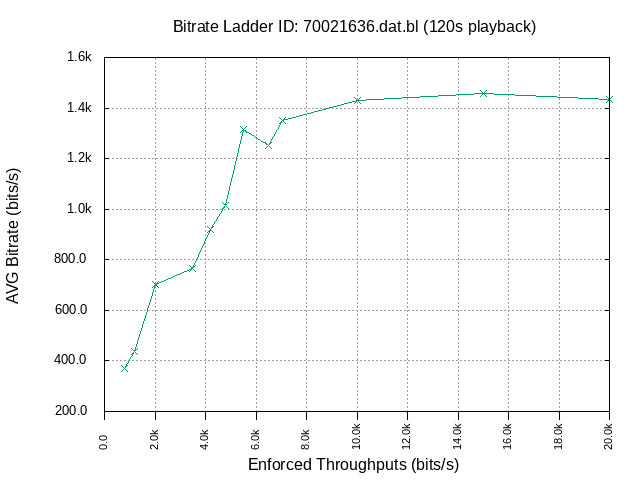 Bitrate Ladder ID: 70021636.dat.bl (120s playback)
1.6k
1.4k
1.2k
1.0k
800.0
600.0
400.0
200.0
AVG Bitrate (bits/s)
0.0
2.0k
4.0k
6.0k
8.0k
10.0k
12.0k
14.0k
16.0k
18.0k
20.0k
Enforced Throughputs (bits/s)